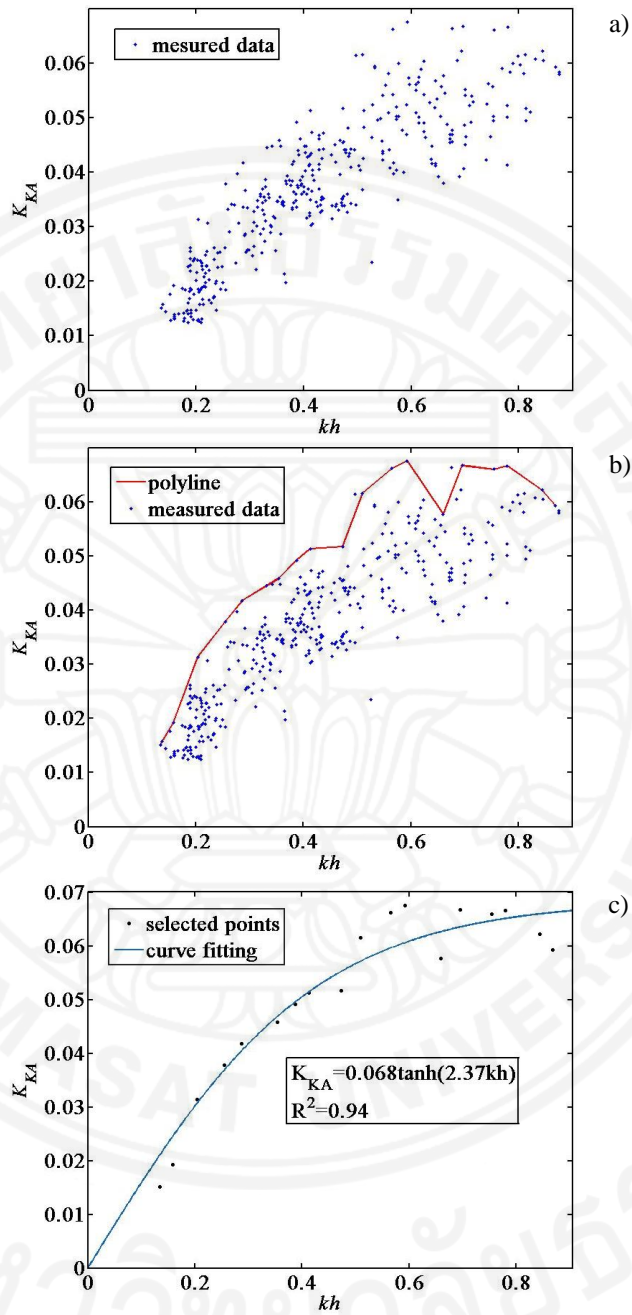 a)
mesured data
0.06
0.05
0.04
0.03
0.02
0.01
0
K_KA
0 0.2 0.4 0.6 0.8
kh
b)
polyline
measured data
0.06
0.05
0.04
0.03
0.02
0.01
0
K_KA
0 0.2 0.4 0.6 0.8
kh
c)
selected points
curve fitting
0.07
0.06
0.05
0.04
0.03
0.02
0.01
0
K_KA
K_KA=0.068tanh(2.37kh)
R²=0.94
0 0.2 0.4 0.6 0.8
kh